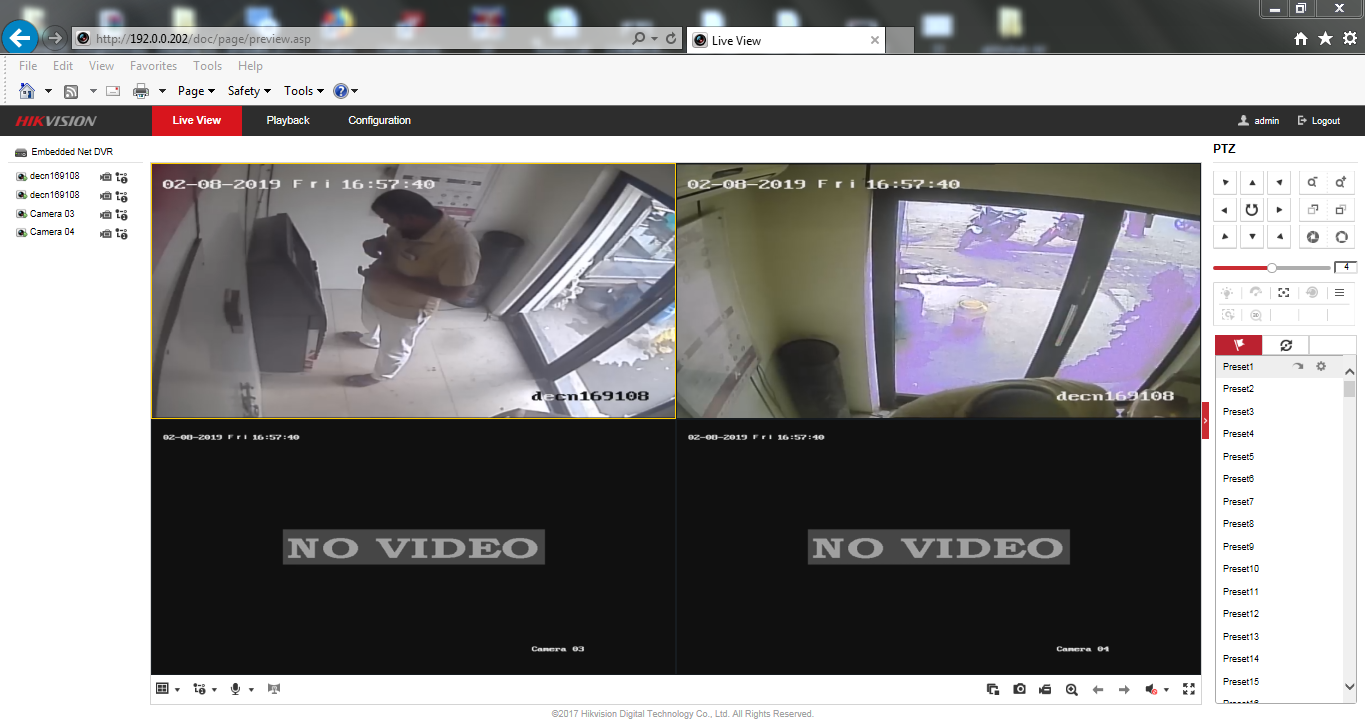 http://192.0.0.202/doc/page/preview.asp
Live View
File Edit View Favorites Tools Help
Page Safety Tools
HIKVISION
Live View Playback Configuration
admin Logout
Embedded Net DVR
decn169108
decn169108
Camera 03
Camera 04
02-08-2019 Fri 16:57:40
decn169108
02-08-2019 Fri 16:57:40
decn169108
02-08-2019 Fri 16:57:40
NO VIDEO
Camera 03
02-08-2019 Fri 16:57:40
NO VIDEO
Camera 04
PTZ
4
3D
Preset1
Preset2
Preset3
Preset4
Preset5
Preset6
Preset7
Preset8
Preset9
Preset10
Preset11
Preset12
Preset13
Preset14
Preset15
Preset16
©2017 Hikvision Digital Technology Co., Ltd. All Rights Reserved.